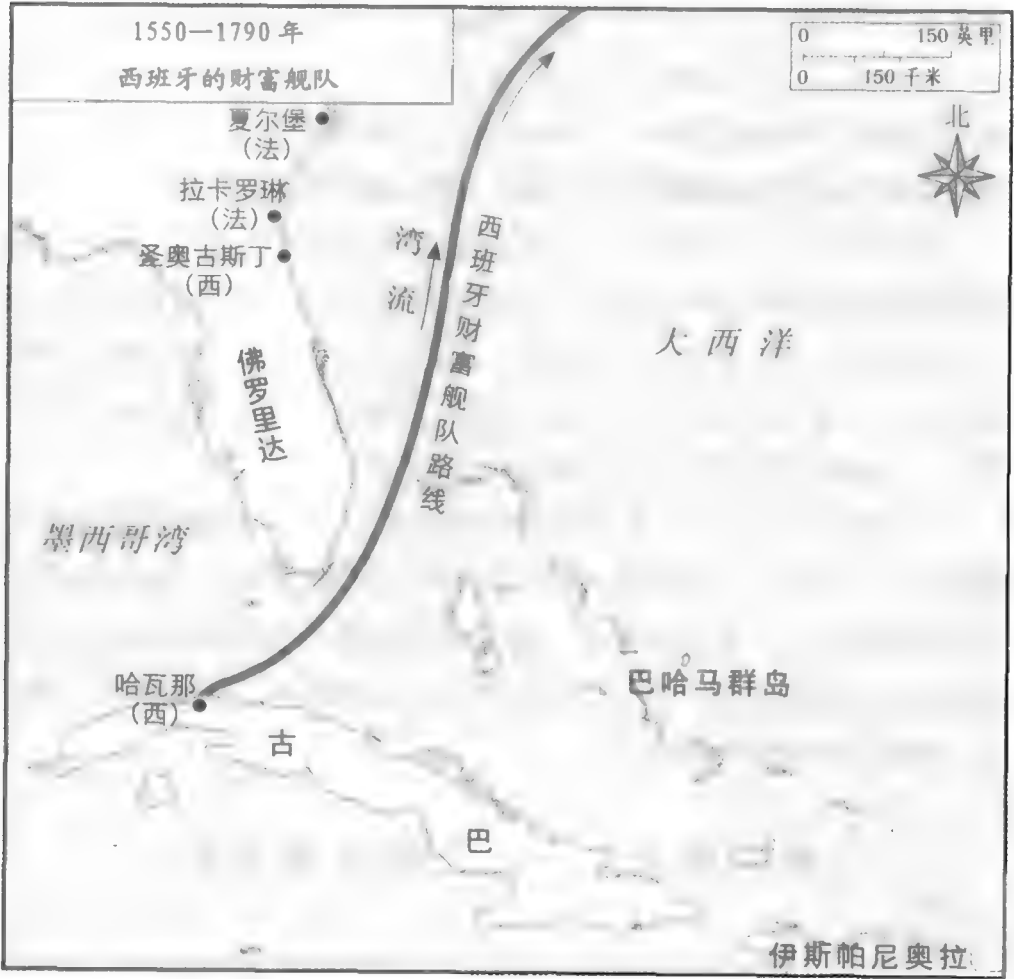 1550—1790 年
西班牙的财富舰队
0 150 英里
0 150 千米
北
夏尔堡
(法)
拉卡罗琳
(法)
圣奥古斯丁
(西)
湾流
西班牙财富舰队路线
大西洋
佛罗里达
墨西哥湾
哈瓦那
(西)
巴哈马群岛
古巴
伊斯帕尼奥拉